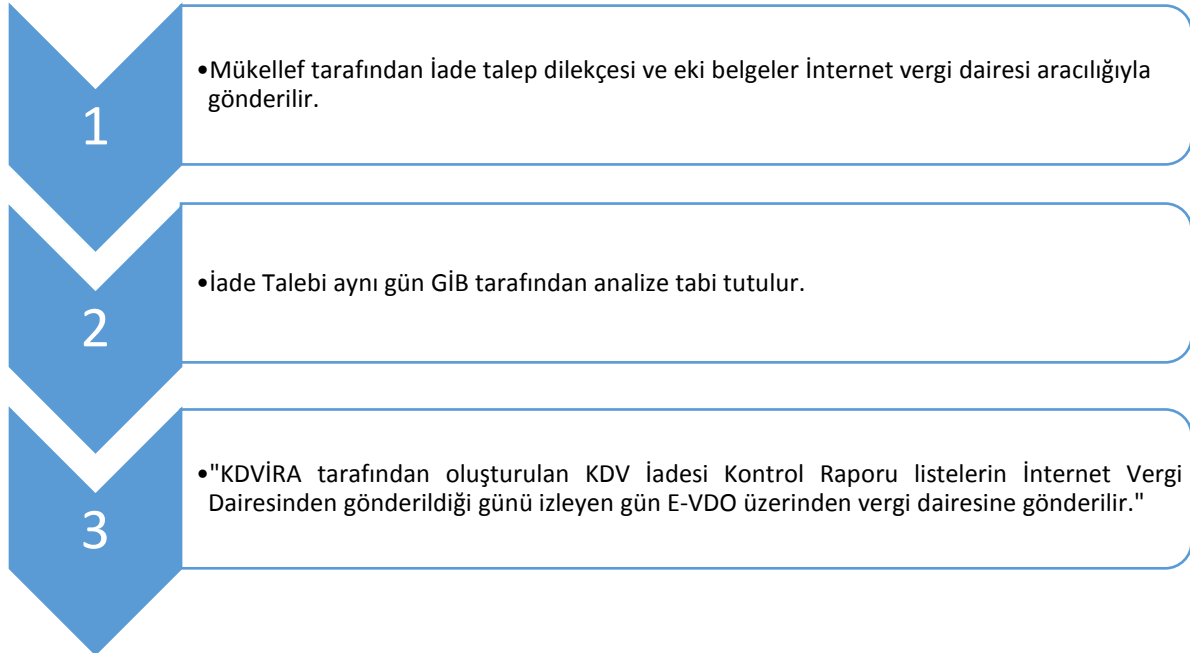 1
•Mükellef tarafından İade talep dilekçesi ve eki belgeler İnternet vergi dairesi aracılığıyla
gönderilir.
2
•İade Talebi aynı gün GİB tarafından analize tabi tutulur.
3
•"KDVİRA tarafından oluşturulan KDV İadesi Kontrol Raporu listelerin İnternet Vergi
Dairesinden gönderildiği günü izleyen gün E-VDO üzerinden vergi dairesine gönderilir."